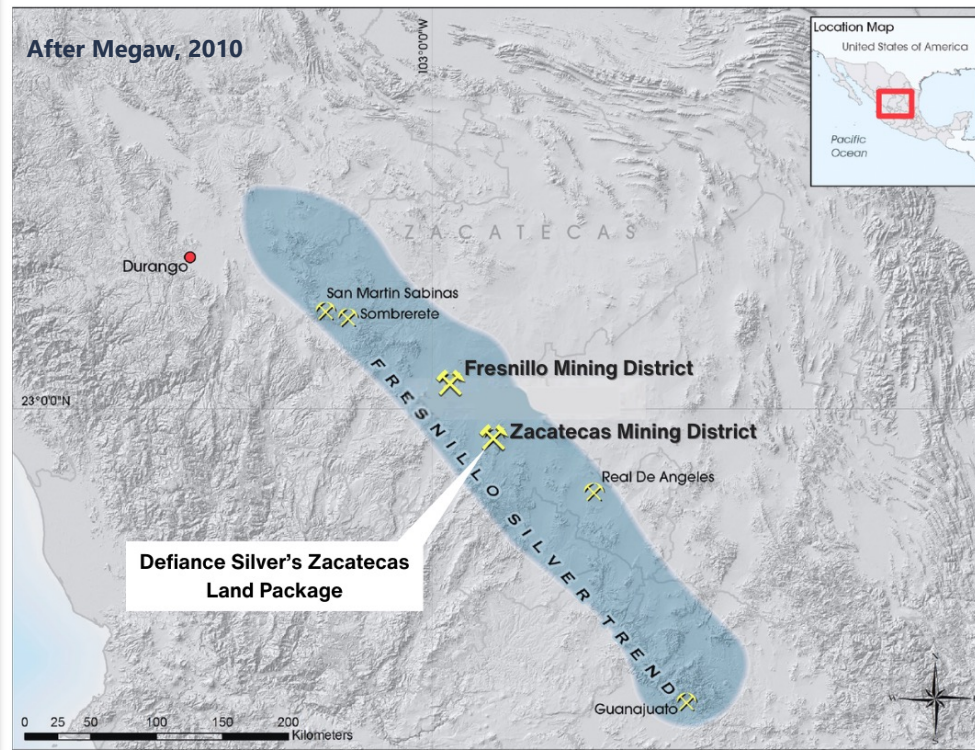 After Megaw, 2010
103°0'0"W
Location Map
United States of America
Pacific
Ocean
ZACATECAS
Durango
San Martin Sabinas
Sombrerete
Fresnillo Mining District
23°0'0"N
Zacatecas Mining District
Real De Angeles
FRESNILLO SILVER TREND
Defiance Silver's Zacatecas
Land Package
Guanajuato
0 25 50 100 150 200
Kilometers